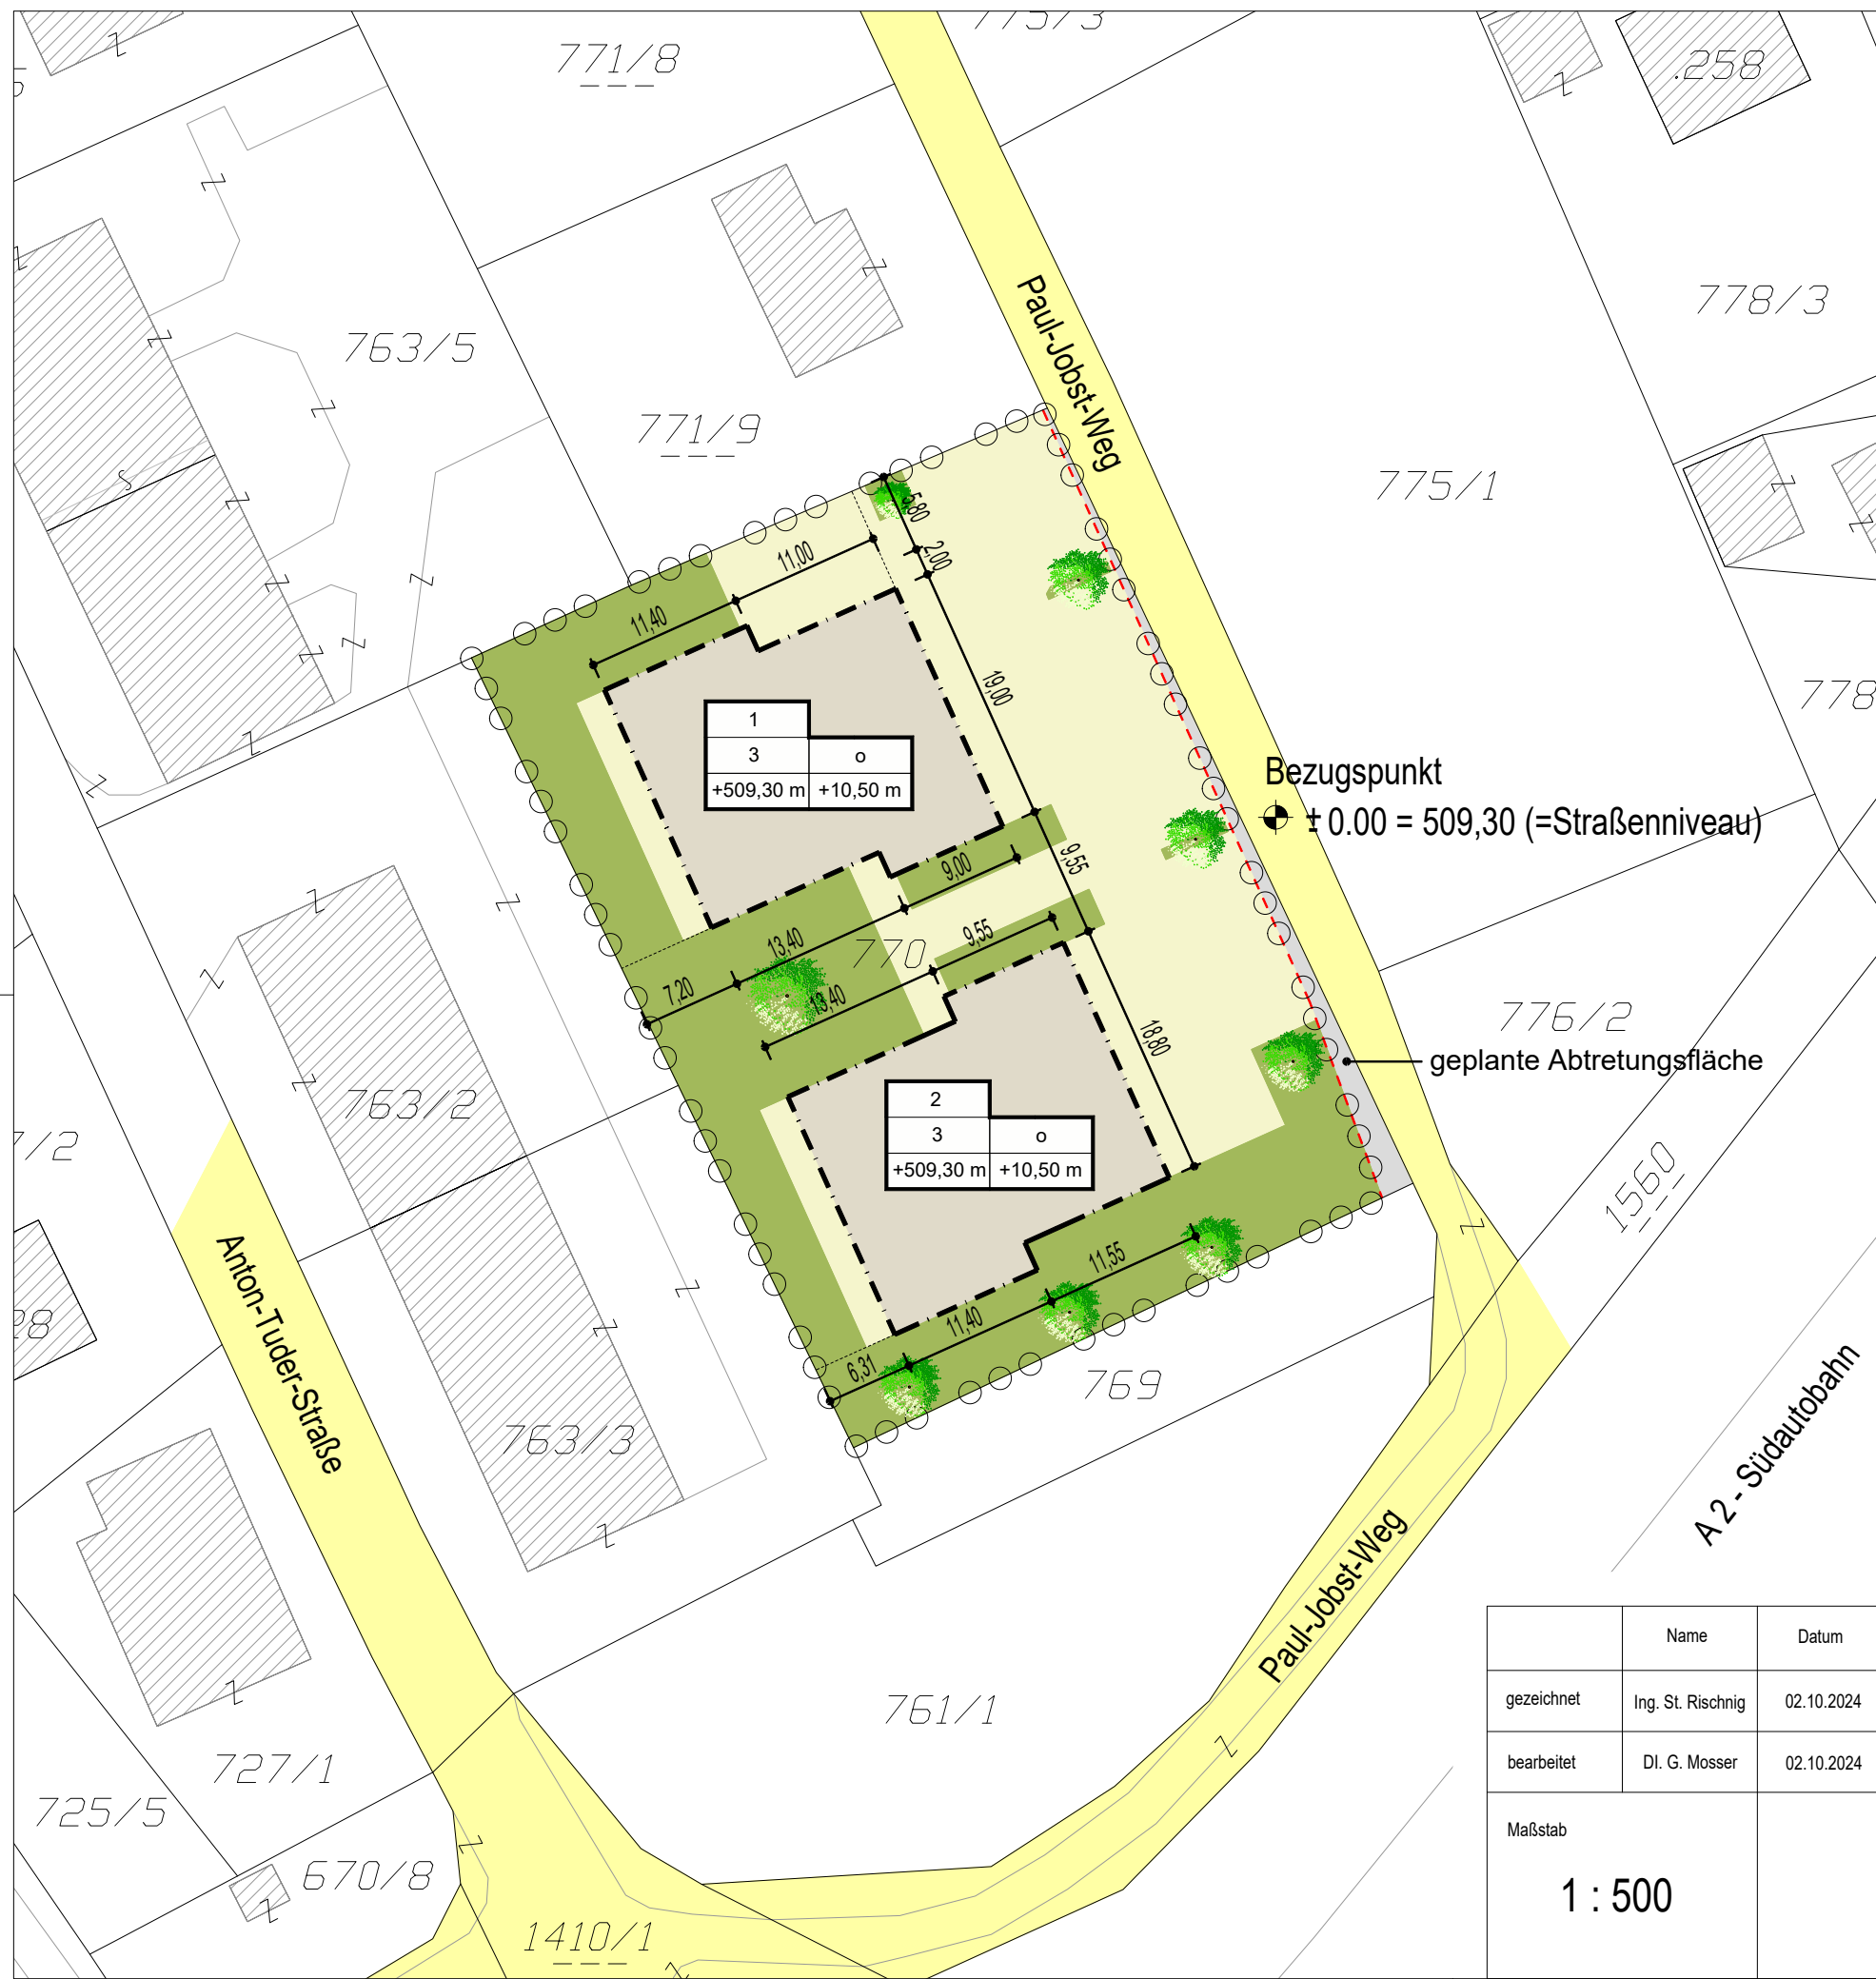 771/8
.258
763/5
771/9
Paul-Jobst-Weg
778/3
775/1
5,80
2,00
11,00
11,40
19,00
1
3 o
+509,30 m +10,50 m
Bezugspunkt
± 0.00 = 509,30 (=Straßenniveau)
9,55
9,00
13,40
770
9,55
7,20
13,40
18,80
776/2
geplante Abtretungsfläche
763/2
2
3 o
+509,30 m +10,50 m
1560
Anton-Tuder-Straße
11,55
11,40
6,31
769
763/3
A 2 - Südautobahn
Paul-Jobst-Weg
761/1
727/1
725/5
670/8
1410/1
Name Datum
gezeichnet Ing. St. Rischnig 02.10.2024
bearbeitet DI. G. Mosser 02.10.2024
Maßstab
1 : 500